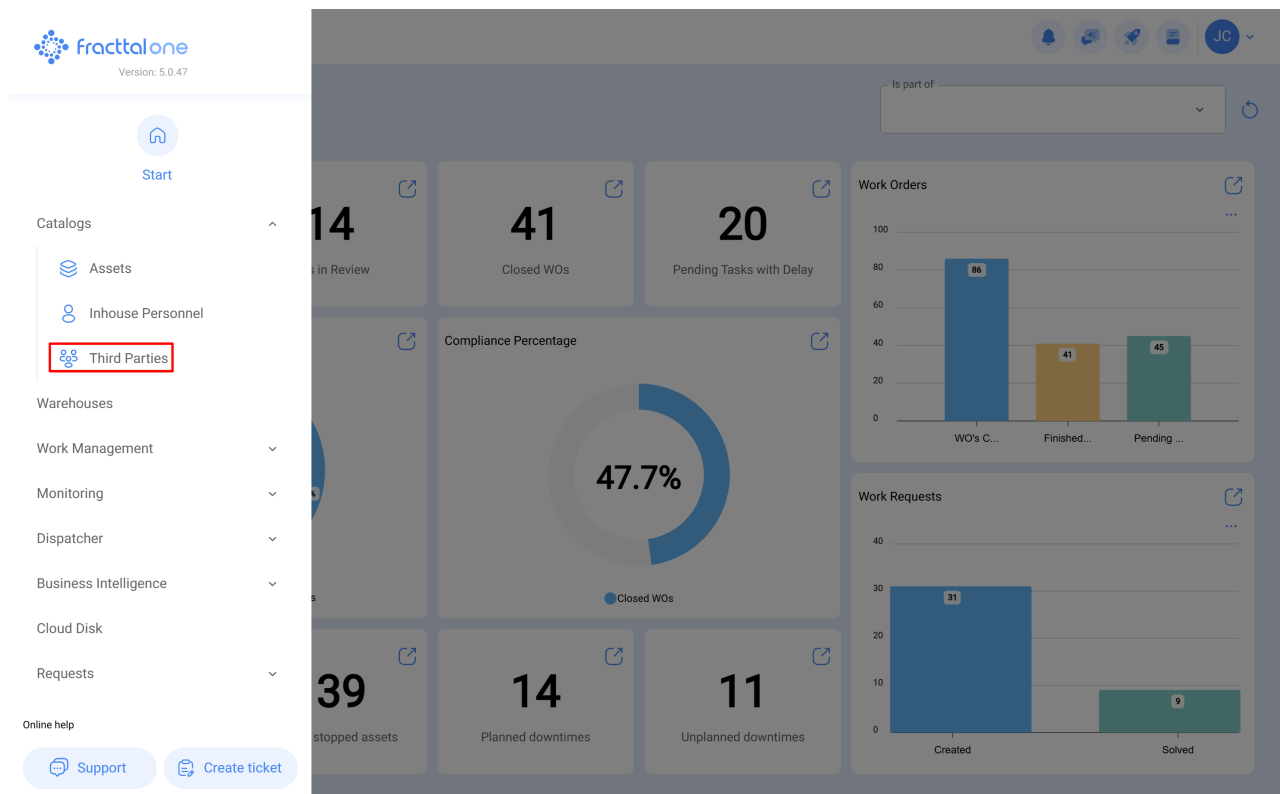 fracttal one
Version: 5.0.47
JC
Start
Is part of
Catalogs
Assets
Inhouse Personnel
Third Parties
Warehouses
Work Management
Monitoring
Dispatcher
Business Intelligence
Cloud Disk
Requests
Online help
Support
Create ticket
14
in Review
41
Closed WOs
20
Pending Tasks with Delay
Work Orders
...
100
80
60
40
20
0
86
41
45
WO's C...
Finished...
Pending ...
%
s
Compliance Percentage
47.7%
Closed WOs
Work Requests
...
40
30
20
10
0
31
9
Created
Solved
39
stopped assets
14
Planned downtimes
11
Unplanned downtimes